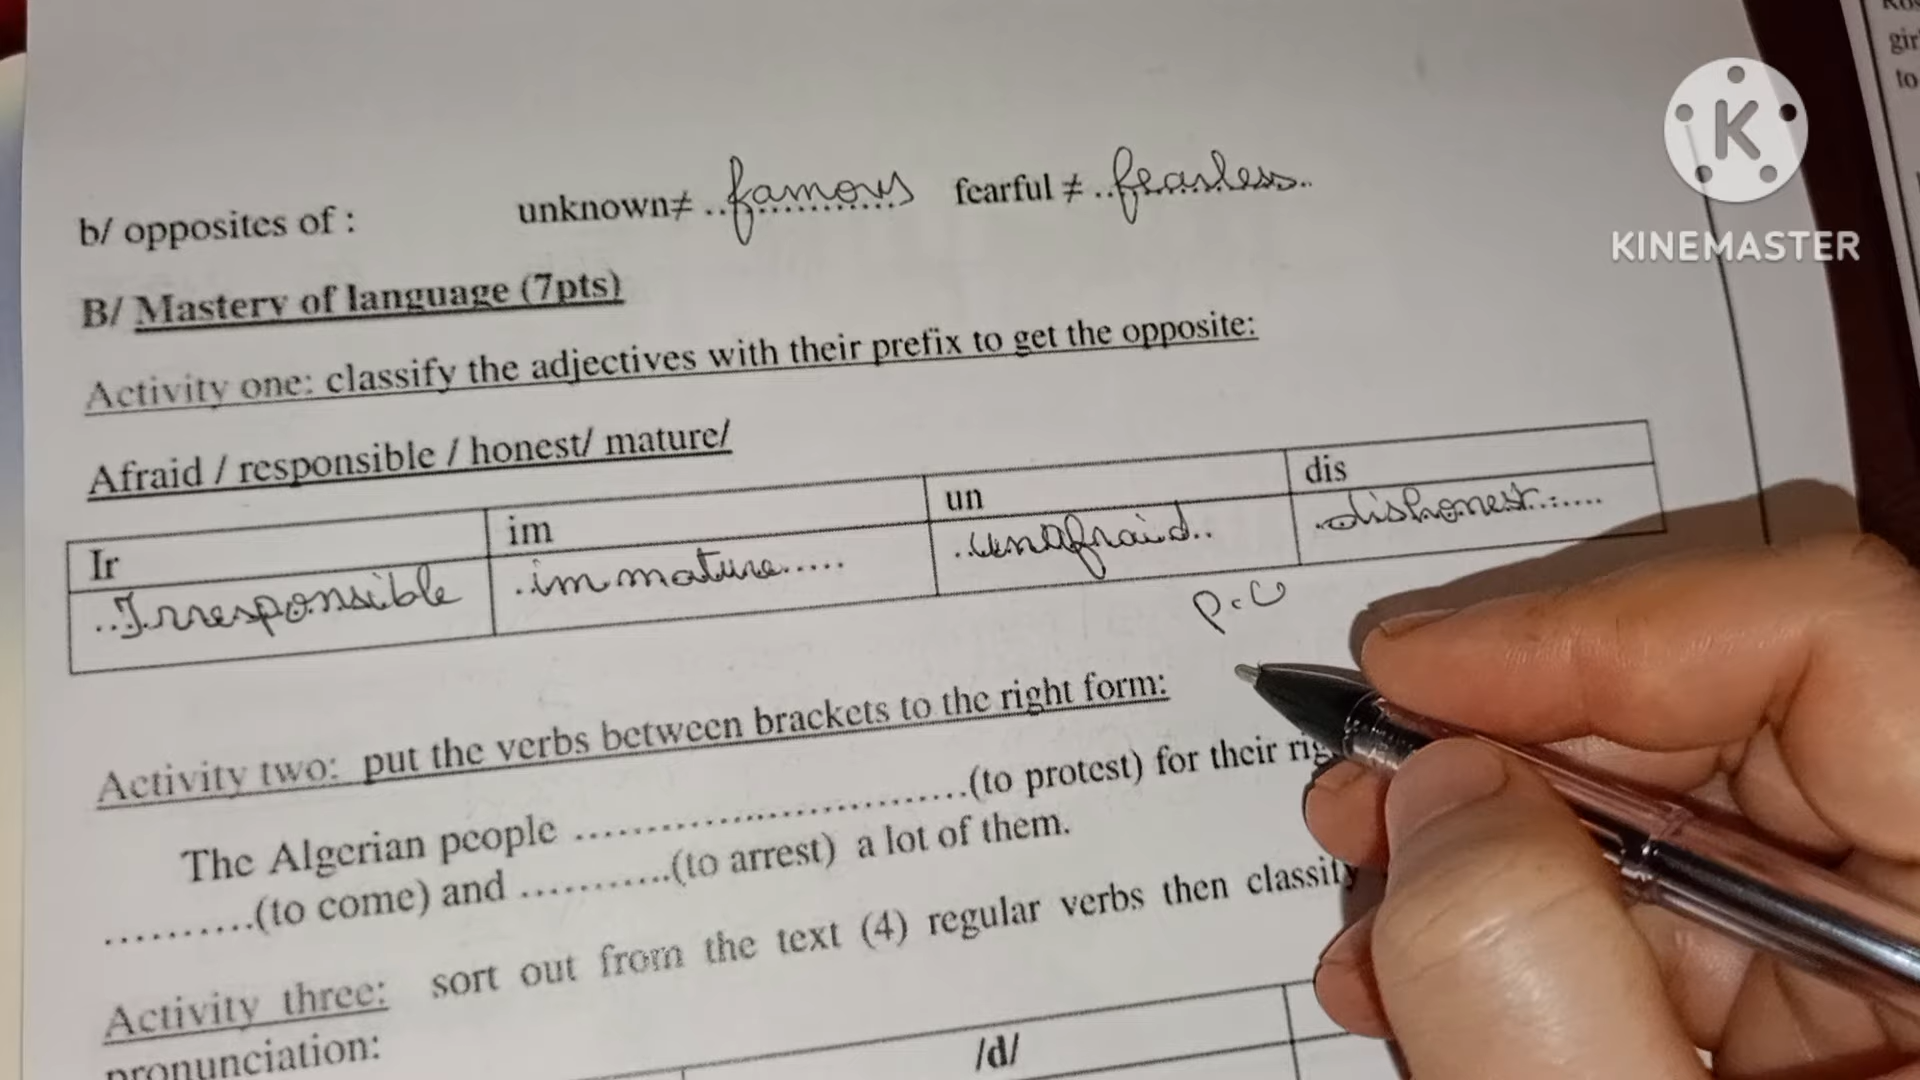 b/ opposites of : unknown≠ ..famous fearful ≠ ..fearless..
B/ Mastery of language (7pts)
Activity one: classify the adjectives with their prefix to get the opposite:
Afraid / responsible / honest/ mature/
Ir im un dis
..Irresponsible .immature..... ..unafraid.. .dishonest.......
P.C
Activity two: put the verbs between brackets to the right form:
The Algerian people ..............................(to protest) for their
...........(to come) and ...........(to arrest) a lot of them.
Activity three: sort out from the text (4) regular verbs then classify
pronunciation:
/d/
K
KINEMASTER
gir
to